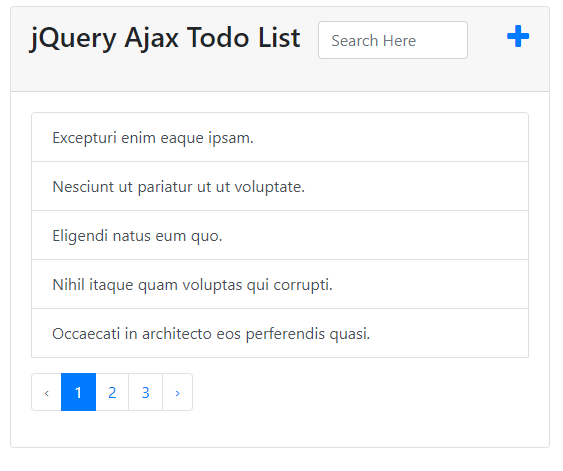 jQuery Ajax Todo List
Search Here
Excepturi enim eaque ipsam.
Nesciunt ut pariatur ut ut voluptate.
Eligendi natus eum quo.
Nihil itaque quam voluptas qui corrupti.
Occaecati in architecto eos perferendis quasi.
‹ 1 2 3 ›